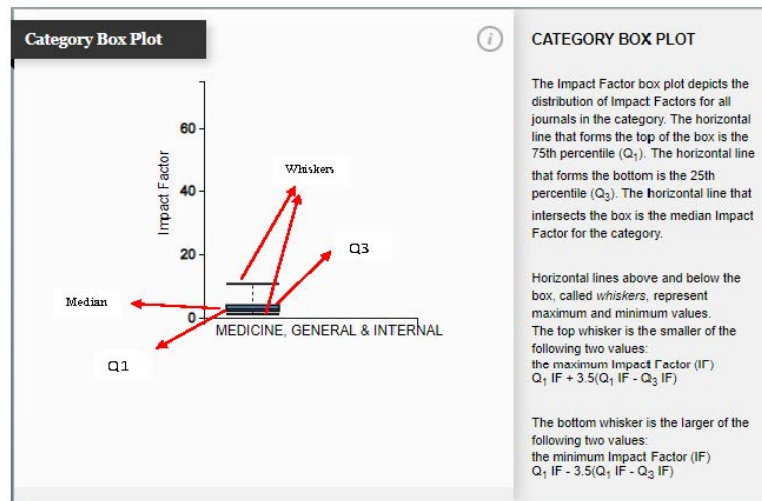 Category Box Plot
i
60
40
20
0
Impact Factor
Whiskers
Q3
Median
Q1
MEDICINE, GENERAL & INTERNAL
CATEGORY BOX PLOT
The Impact Factor box plot depicts the
distribution of Impact Factors for all
journals in the category. The horizontal
line that forms the top of the box is the
75th percentile (Q1). The horizontal line
that forms the bottom is the 25th
percentile (Q3). The horizontal line that
intersects the box is the median Impact
Factor for the category.
Horizontal lines above and below the
box, called whiskers, represent
maximum and minimum values.
The top whisker is the smaller of the
following two values:
the maximum Impact Factor (IF)
Q1 IF + 3.5(Q1 IF - Q3 IF)
The bottom whisker is the larger of the
following two values:
the minimum Impact Factor (IF)
Q1 IF - 3.5(Q1 IF - Q3 IF)